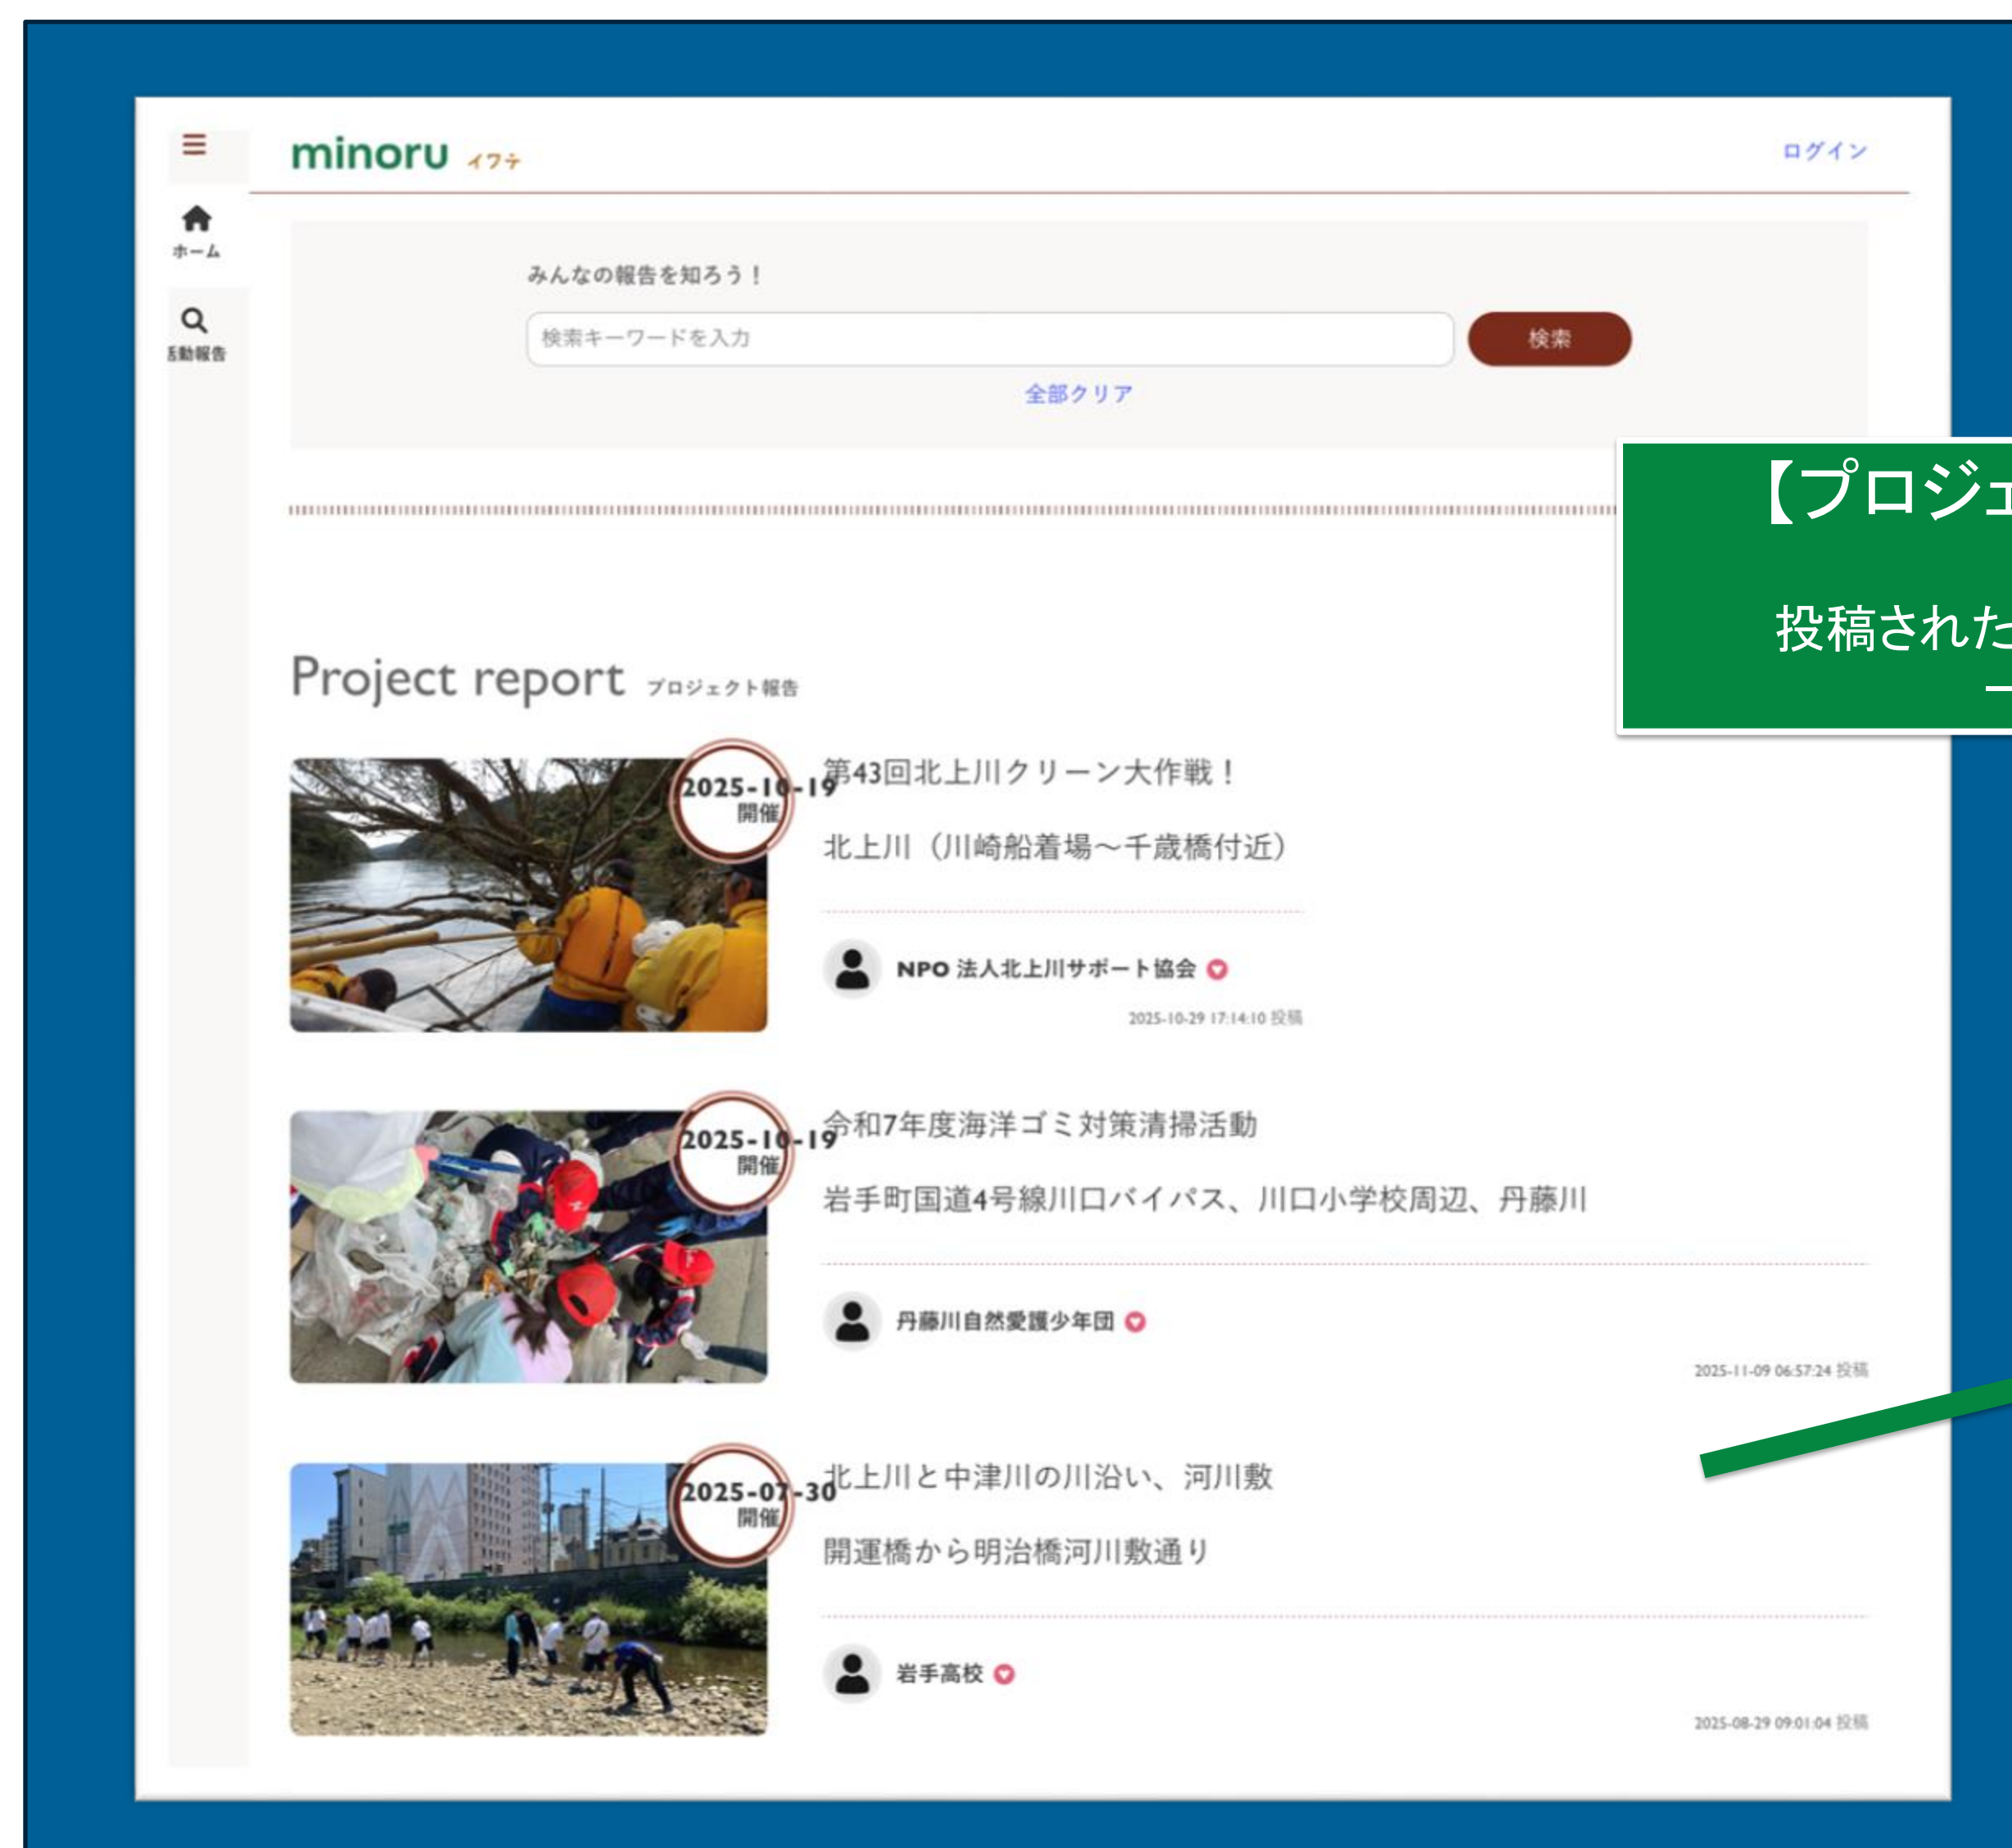 minoru イワテ
ログイン
ホーム
活動報告
みんなの報告を知ろう！
検索キーワードを入力
検索
全部クリア
【プロジェ
投稿された
Project report プロジェクト報告
2025-10-19
開催
第43回北上川クリーン大作戦！
北上川（川崎船着場～千歳橋付近）
NPO 法人北上川サポート協会
2025-10-29 17:14:10 投稿
2025-10-19
開催
令和7年度海洋ゴミ対策清掃活動
岩手町国道4号線川口バイパス、川口小学校周辺、丹藤川
丹藤川自然愛護少年団
2025-11-09 06:57:24 投稿
2025-07-30
開催
北上川と中津川の川沿い、河川敷
開運橋から明治橋河川敷通り
岩手高校
2025-08-29 09:01:04 投稿